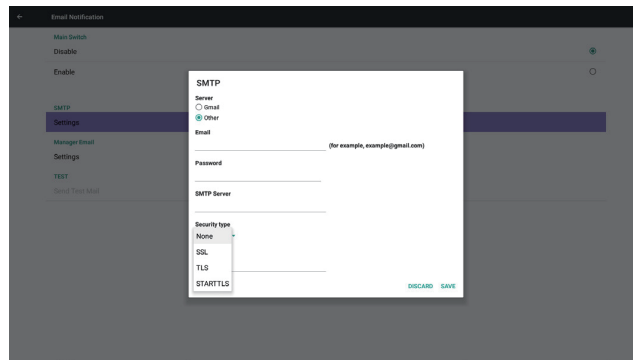 Email Notification
Main Switch
Disable
Enable
SMTP
Settings
Manager Email
Settings
TEST
Send Test Mail
SMTP
Server
Gmail
Other
Email
(for example, example@gmail.com)
Password
SMTP Server
Security type
None
SSL
TLS
STARTTLS
DISCARD SAVE